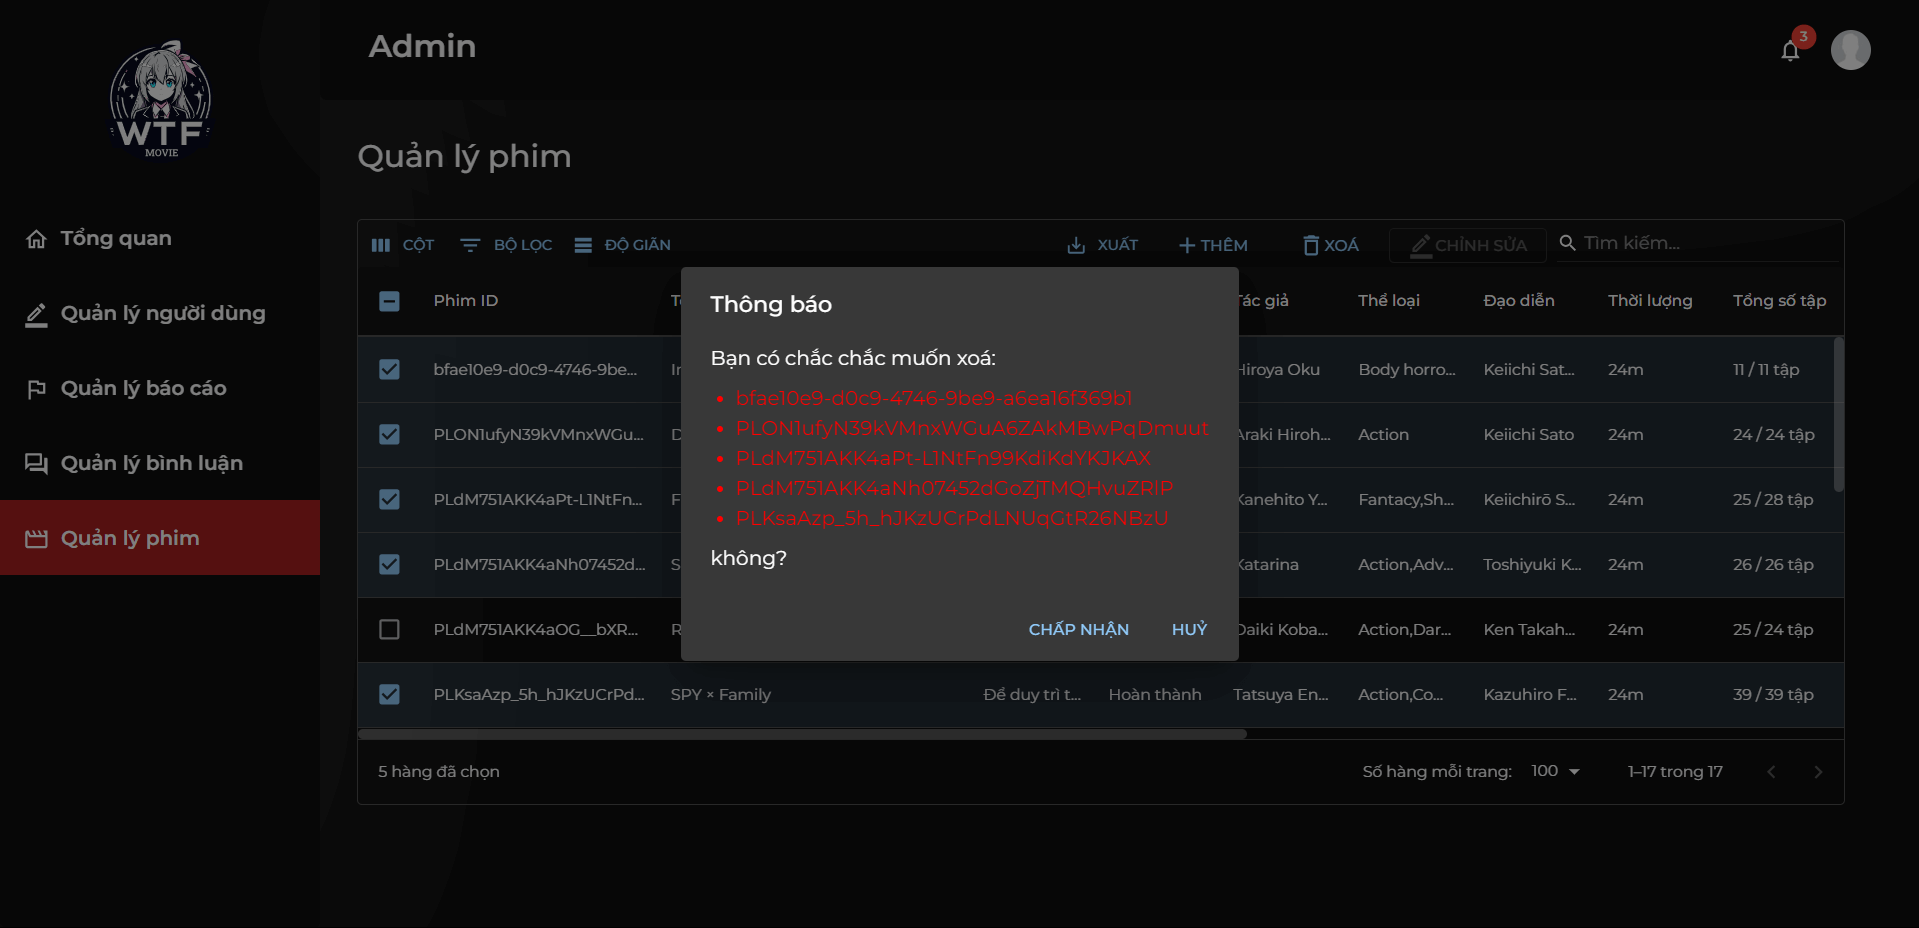 WTF
MOVIE
Admin
3
Tổng quan
Quản lý người dùng
Quản lý báo cáo
Quản lý bình luận
Quản lý phim
Quản lý phim
CỘT BỘ LỌC ĐỘ GIÃN XUẤT THÊM XOÁ CHỈNH SỬA Tìm kiếm...
Phim ID Tác giả Thể loại Đạo diễn Thời lượng Tổng số tập
bfae10e9-d0c9-4746-9be... Hiroya Oku Body horro... Keiichi Sat... 24m 11 / 11 tập
PLON1ufyN39kVMnxWGu... Araki Hiroh... Action Keiichi Sato 24m 24 / 24 tập
PLdM751AKK4aPt-L1NtFn... Kanehito Y... Fantacy,Sh... Keiichirō S... 24m 25 / 28 tập
PLdM751AKK4aNh07452d... Katarina Action,Adv... Toshiyuki K... 24m 26 / 26 tập
PLdM751AKK4aOG__bXR... Daiki Koba... Action,Dar... Ken Takah... 24m 25 / 24 tập
PLKsaAzp_5h_hJKzUCrPd... SPY × Family Để duy trì t... Hoàn thành Tatsuya En... Action,Co... Kazuhiro F... 24m 39 / 39 tập
5 hàng đã chọn Số hàng mỗi trang: 100 1–17 trong 17
Thông báo
Bạn có chắc chắc muốn xoá:
bfae10e9-d0c9-4746-9be9-a6ea16f369b1
PLON1ufyN39kVMnxWGuA6ZAkMBwPqDmuut
PLdM751AKK4aPt-L1NtFn99KdiKdYKJKAX
PLdM751AKK4aNh07452dGoZjTMQHvuZRlP
PLKsaAzp_5h_hJKzUCrPdLNUqGtR26NBzU
không?
CHẤP NHẬN HUỶ